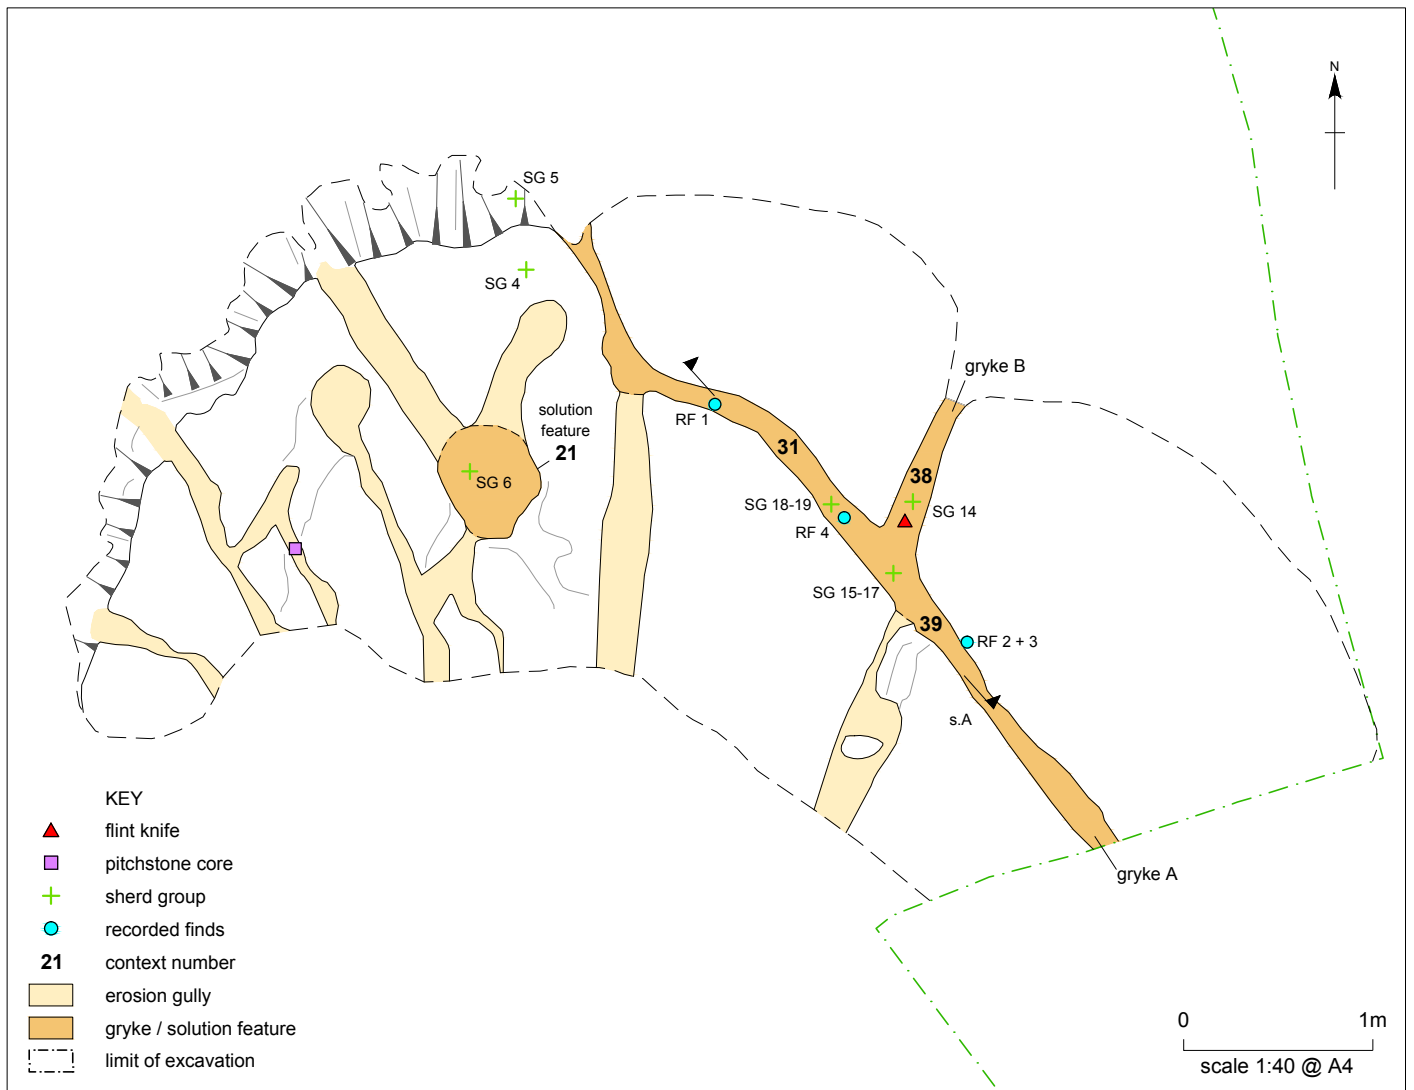 N
SG 5
SG 4
gryke B
solution
feature
21
RF 1
31
38
SG 6
SG 18-19
SG 14
RF 4
SG 15-17
39
RF 2 + 3
s.A
gryke A
KEY
flint knife
pitchstone core
sherd group
recorded finds
21 context number
erosion gully
gryke / solution feature
limit of excavation
0 1m
scale 1:40 @ A4